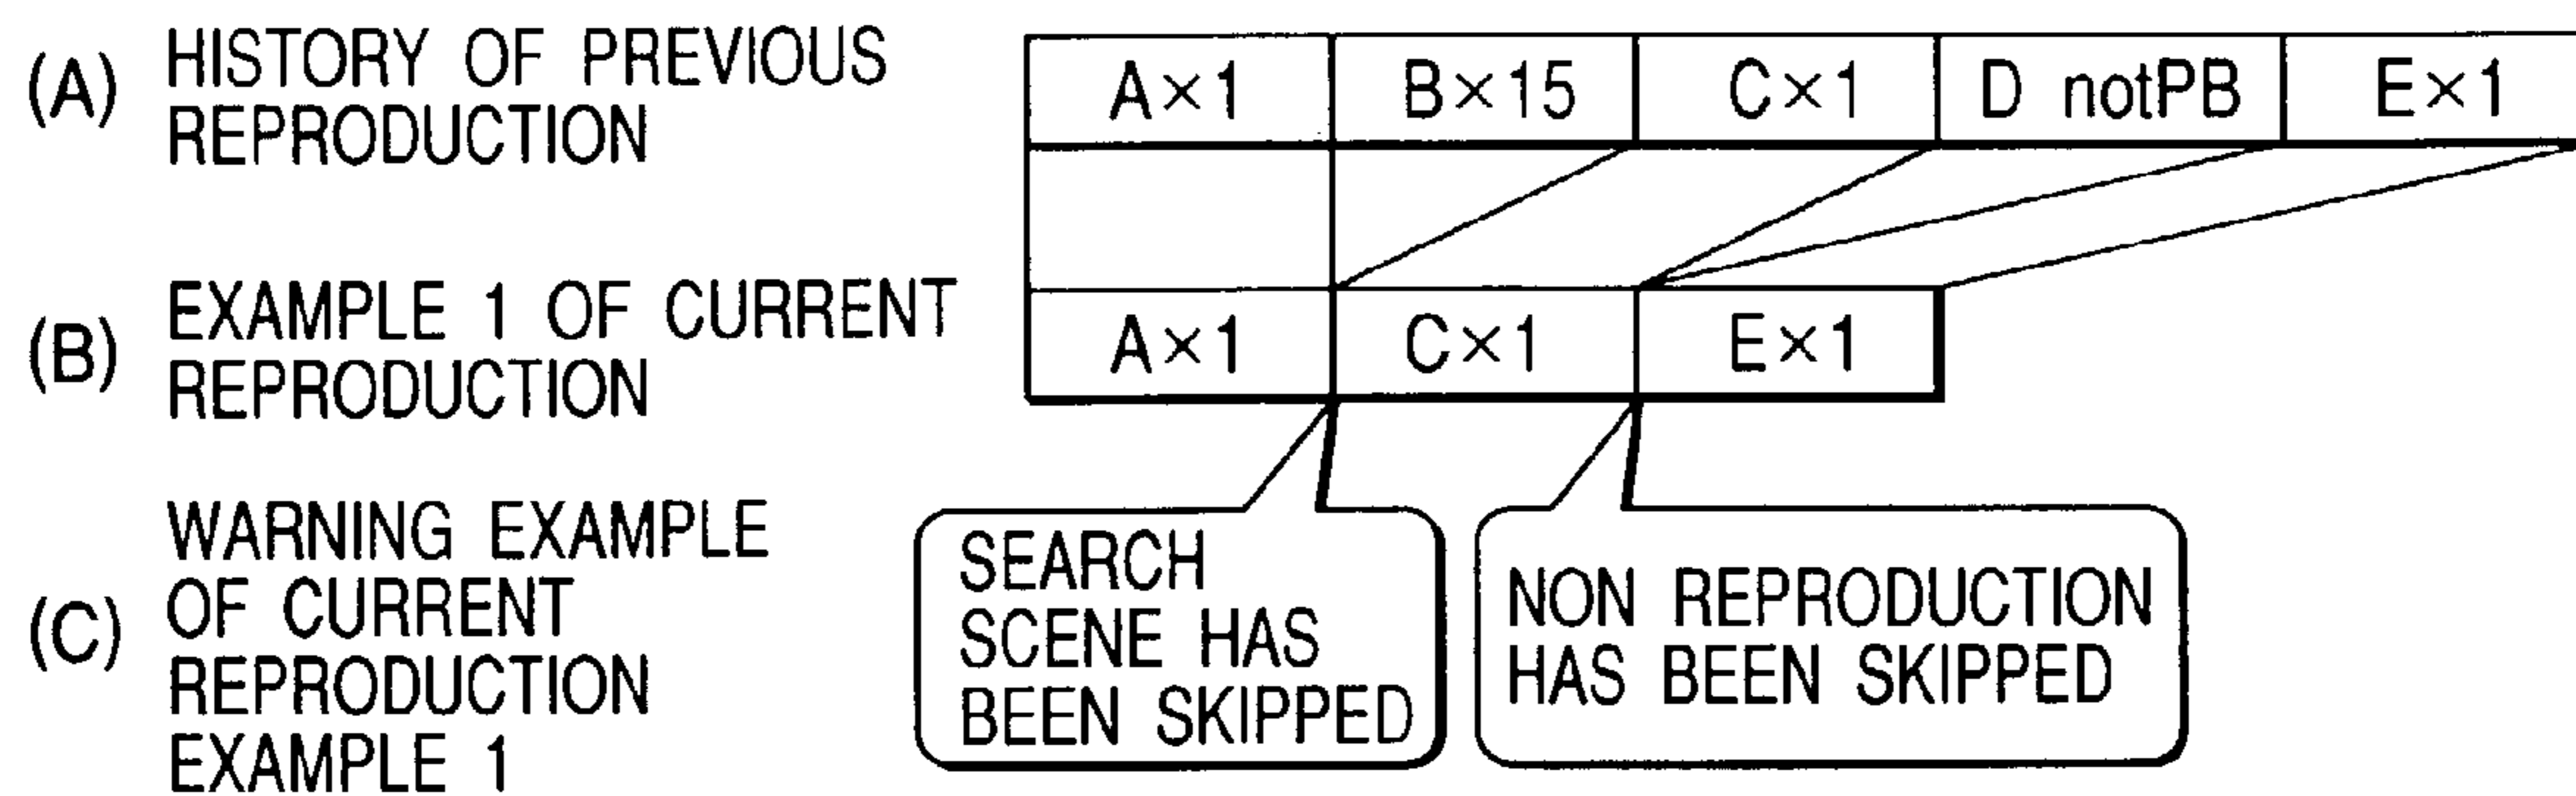 (A) HISTORY OF PREVIOUS
REPRODUCTION
A×1 B×15 C×1 D notPB E×1
(B) EXAMPLE 1 OF CURRENT
REPRODUCTION
A×1 C×1 E×1
(C) WARNING EXAMPLE
OF CURRENT
REPRODUCTION
EXAMPLE 1
SEARCH
SCENE HAS
BEEN SKIPPED
NON REPRODUCTION
HAS BEEN SKIPPED